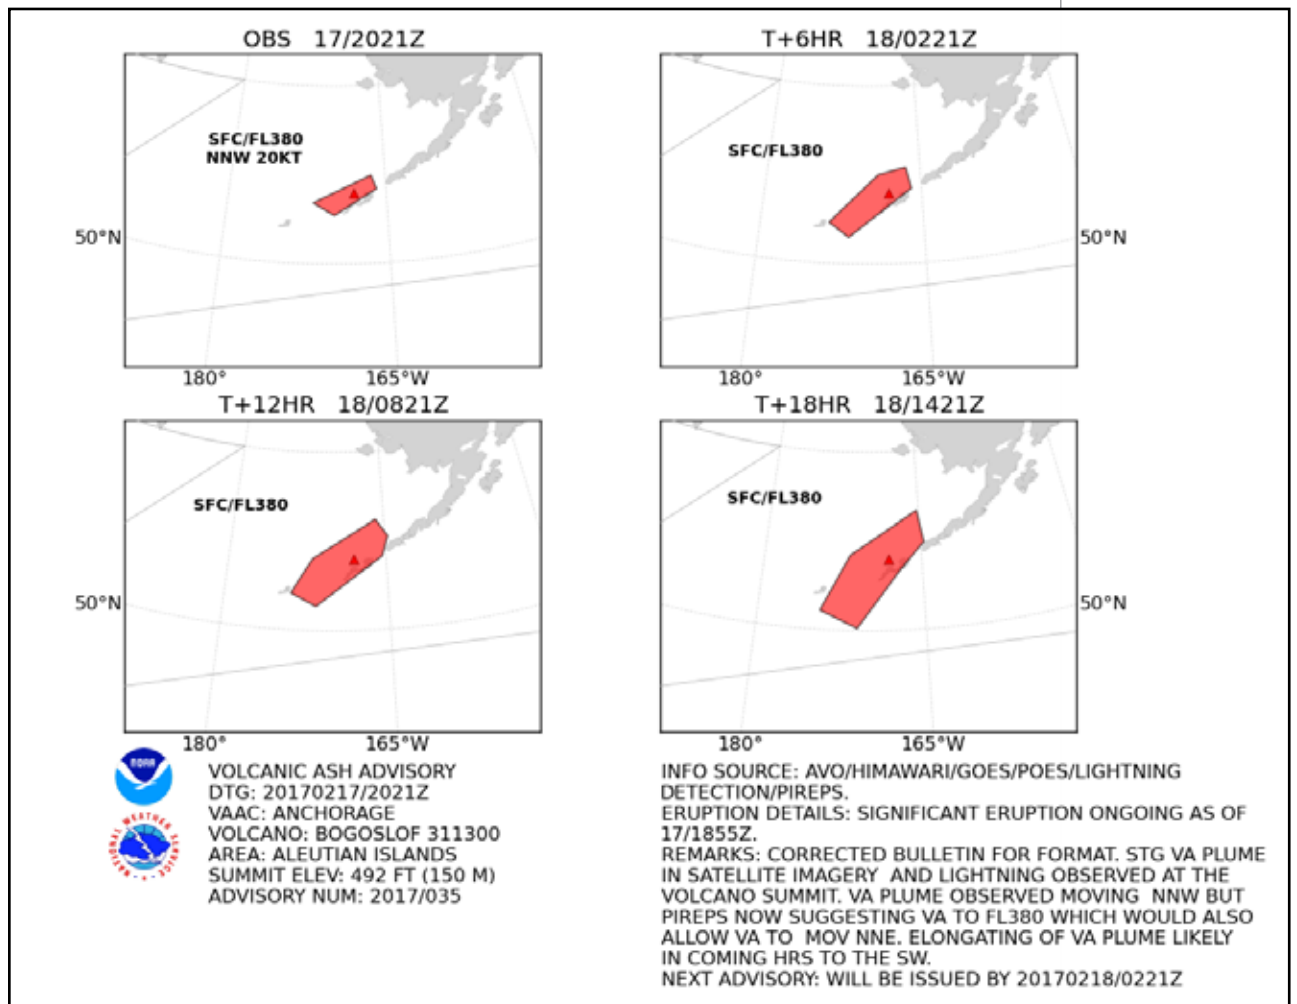 OBS 17/2021Z
SFC/FL380
NNW 20KT
50°N
180°
165°W
T+6HR 18/0221Z
SFC/FL380
50°N
180°
165°W
T+12HR 18/0821Z
SFC/FL380
50°N
180°
165°W
T+18HR 18/1421Z
SFC/FL380
50°N
180°
165°W
NOAA
NATIONAL WEATHER SERVICE
VOLCANIC ASH ADVISORY
DTG: 20170217/2021Z
VAAC: ANCHORAGE
VOLCANO: BOGOSLOF 311300
AREA: ALEUTIAN ISLANDS
SUMMIT ELEV: 492 FT (150 M)
ADVISORY NUM: 2017/035
INFO SOURCE: AVO/HIMAWARI/GOES/POES/LIGHTNING
DETECTION/PIREPS.
ERUPTION DETAILS: SIGNIFICANT ERUPTION ONGOING AS OF
17/1855Z.
REMARKS: CORRECTED BULLETIN FOR FORMAT. STG VA PLUME
IN SATELLITE IMAGERY AND LIGHTNING OBSERVED AT THE
VOLCANO SUMMIT. VA PLUME OBSERVED MOVING NNW BUT
PIREPS NOW SUGGESTING VA TO FL380 WHICH WOULD ALSO
ALLOW VA TO MOV NNE. ELONGATING OF VA PLUME LIKELY
IN COMING HRS TO THE SW.
NEXT ADVISORY: WILL BE ISSUED BY 20170218/0221Z